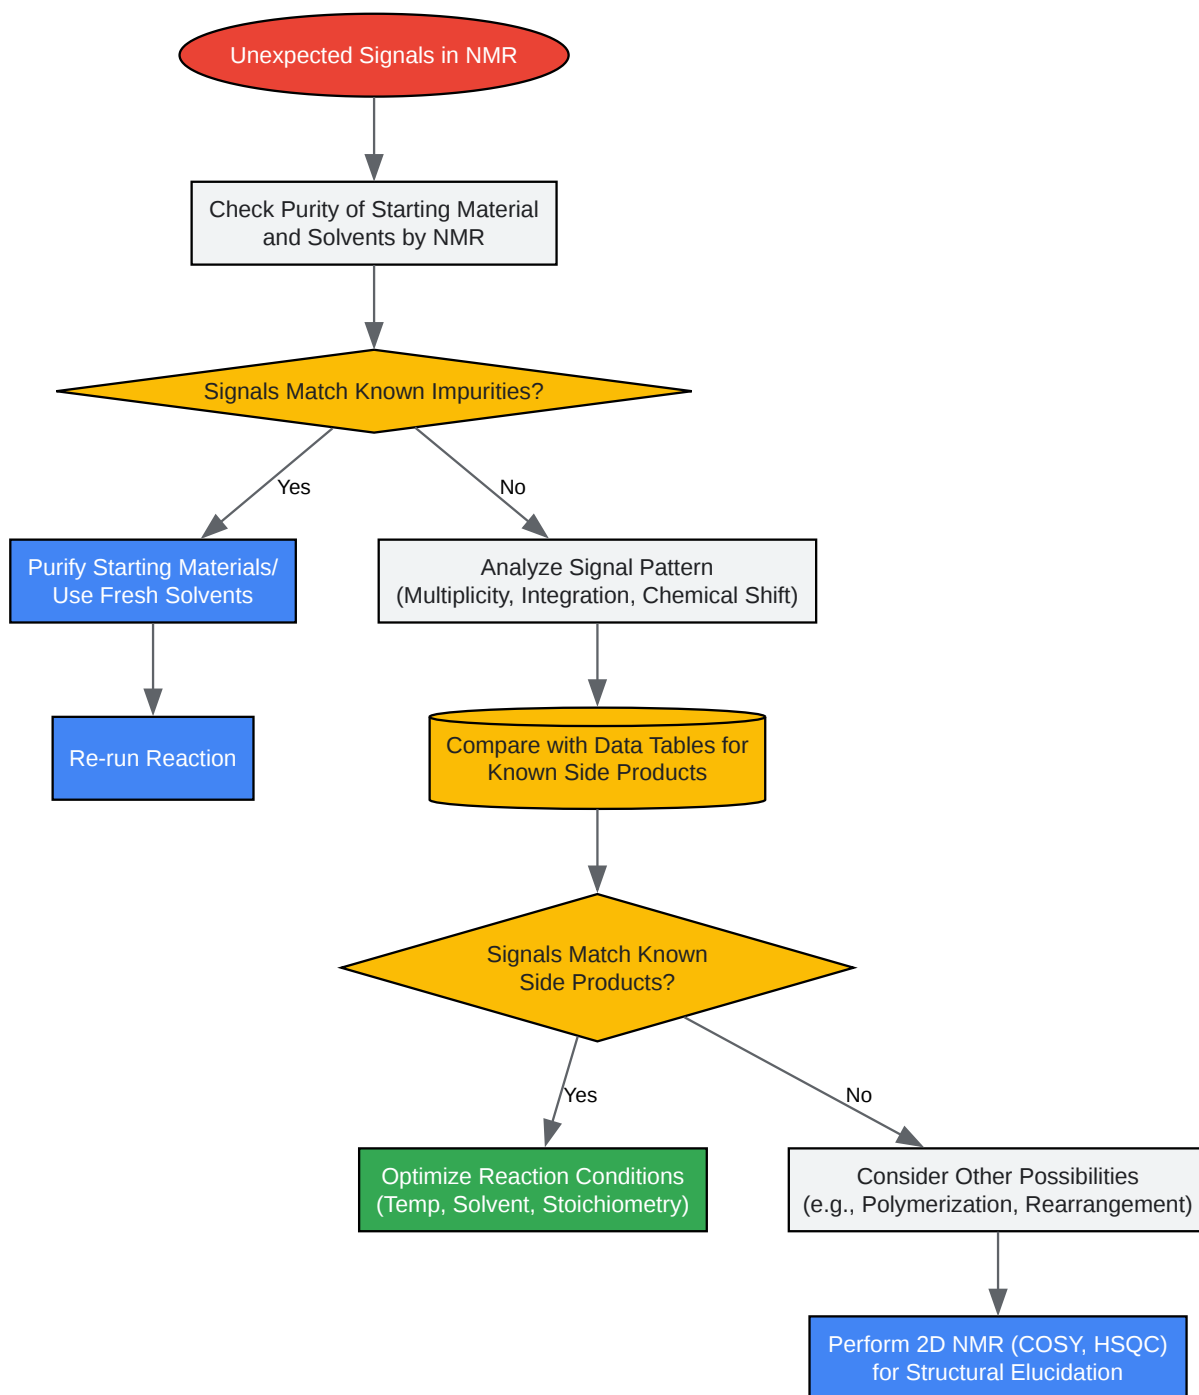 Unexpected Signals in NMR
Check Purity of Starting Material
and Solvents by NMR
Signals Match Known Impurities?
Yes
No
Purify Starting Materials/
Use Fresh Solvents
Analyze Signal Pattern
(Multiplicity, Integration, Chemical Shift)
Re-run Reaction
Compare with Data Tables for
Known Side Products
Signals Match Known
Side Products?
Yes
No
Optimize Reaction Conditions
(Temp, Solvent, Stoichiometry)
Consider Other Possibilities
(e.g., Polymerization, Rearrangement)
Perform 2D NMR (COSY, HSQC)
for Structural Elucidation